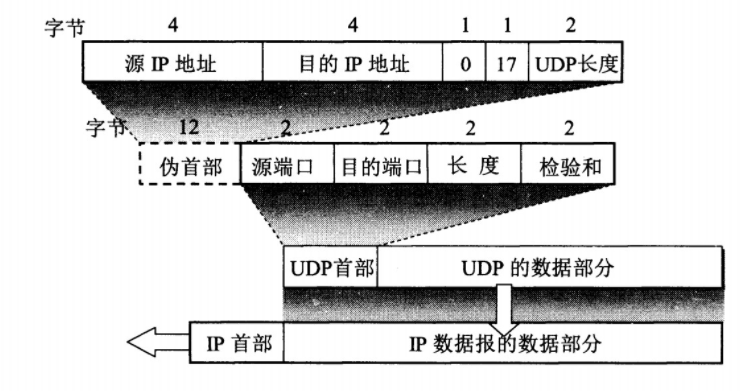 字节 4 4 1 1 2
源 IP 地址 目的 IP 地址 0 17 UDP长度
字节 12 2 2 2 2
伪首部 源端口 目的端口 长 度 检验和
UDP首部 UDP 的数据部分
IP 首部 IP 数据报的数据部分